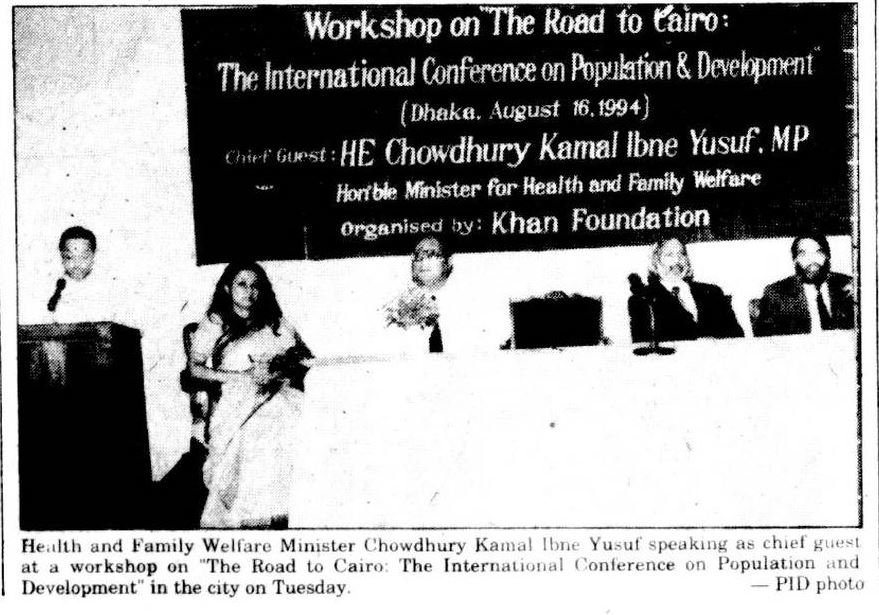 Workshop on "The Road to Cairo:
The International Conference on Population & Development"
(Dhaka, August 16, 1994)
Chief Guest: HE Chowdhury Kamal Ibne Yusuf, MP
Hon'ble Minister for Health and Family Welfare
Organised by: Khan Foundation
Health and Family Welfare Minister Chowdhury Kamal Ibne Yusuf speaking as chief guest
at a workshop on "The Road to Cairo: The International Conference on Population and
Development" in the city on Tuesday. — PID photo